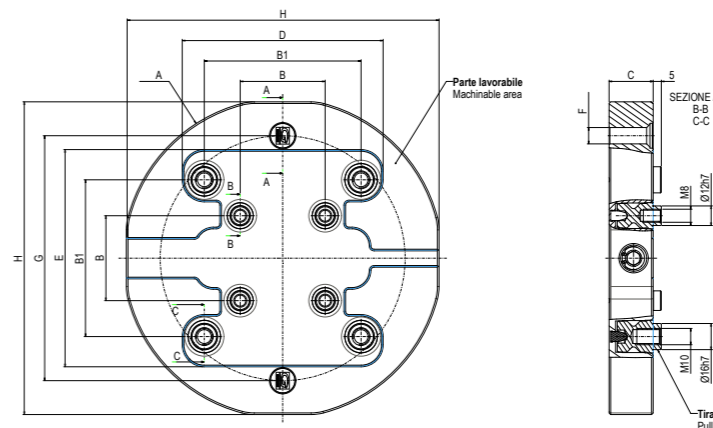 H
D
B1
B
A
A
Parte lavorabile
Machinable area
A
B
B
H
G
E
B1
B
C
C
C
5
SEZIONE
B-B
C-C
F
M8
Ø12h7
M10
Ø16h7
Tira
Pull